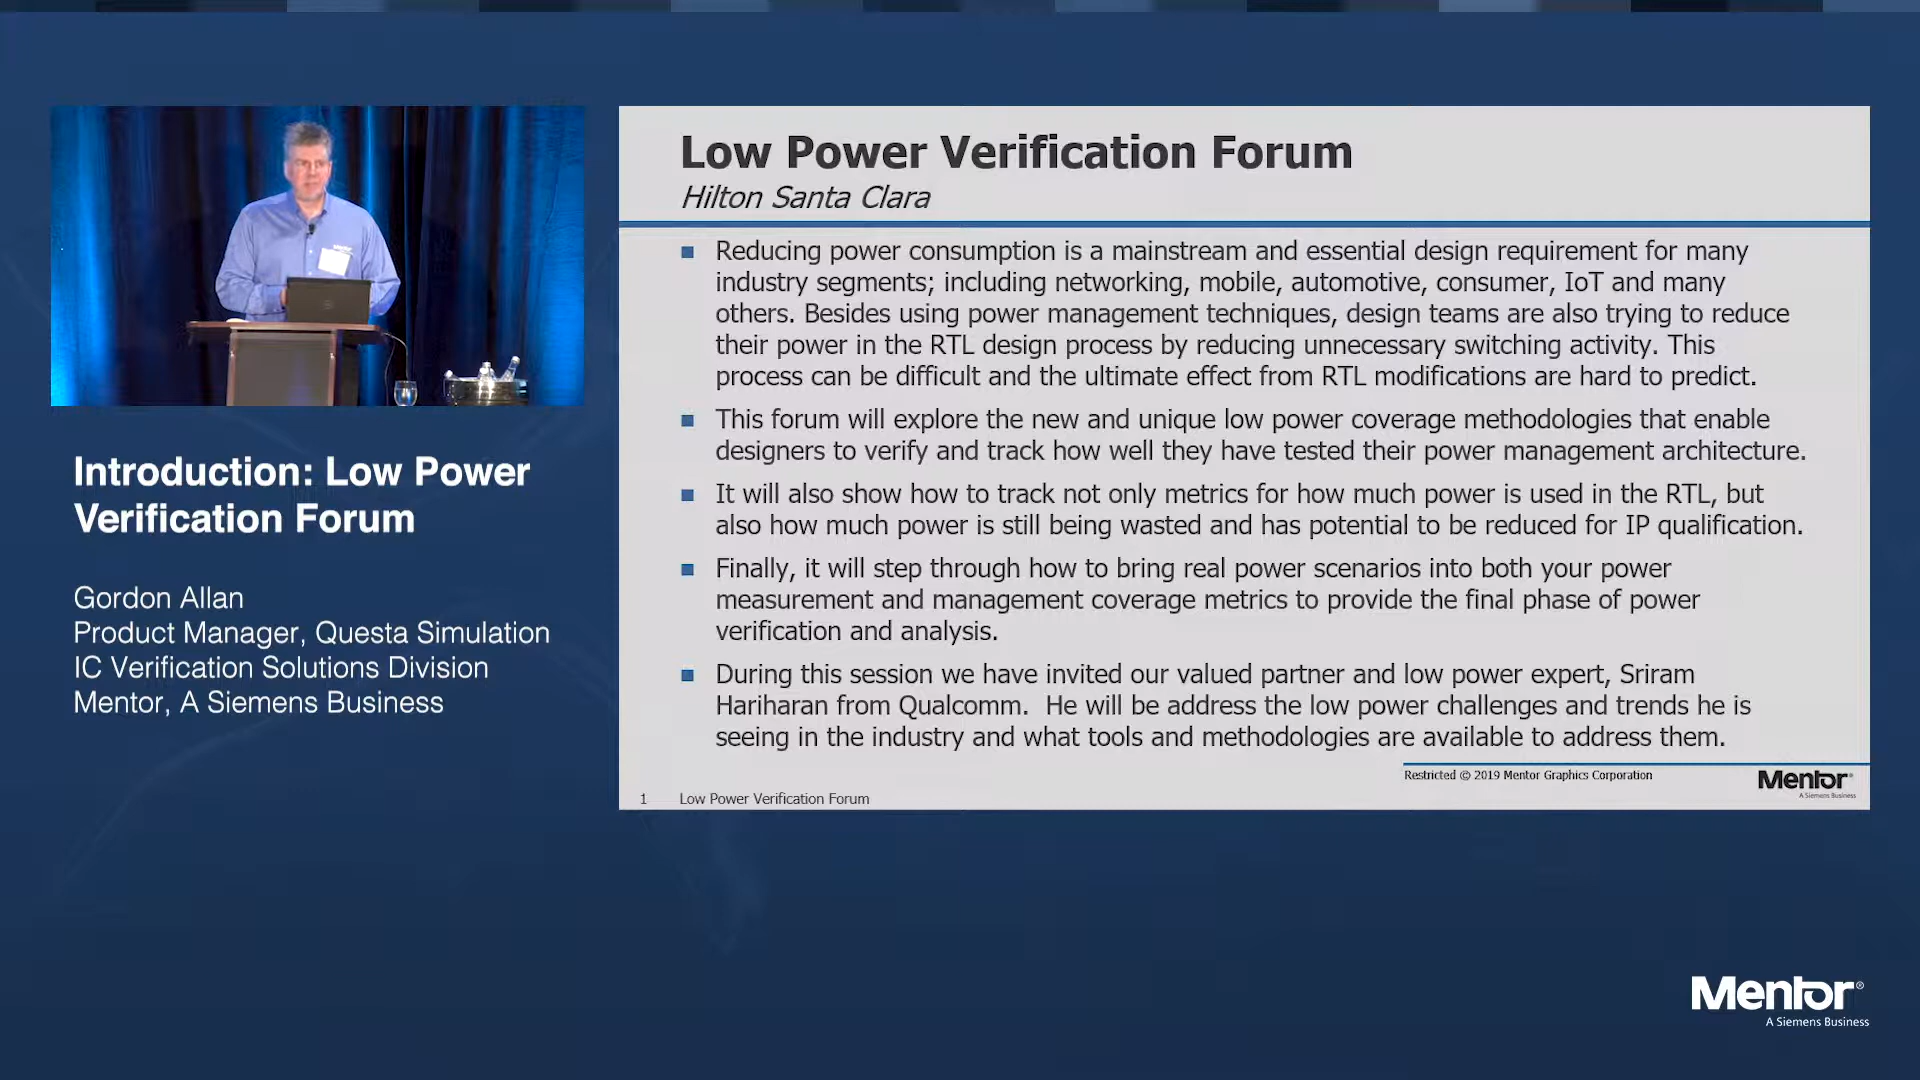 Mentor
Introduction: Low Power
Verification Forum
Gordon Allan
Product Manager, Questa Simulation
IC Verification Solutions Division
Mentor, A Siemens Business
Low Power Verification Forum
Hilton Santa Clara
Reducing power consumption is a mainstream and essential design requirement for many
industry segments; including networking, mobile, automotive, consumer, IoT and many
others. Besides using power management techniques, design teams are also trying to reduce
their power in the RTL design process by reducing unnecessary switching activity. This
process can be difficult and the ultimate effect from RTL modifications are hard to predict.
This forum will explore the new and unique low power coverage methodologies that enable
designers to verify and track how well they have tested their power management architecture.
It will also show how to track not only metrics for how much power is used in the RTL, but
also how much power is still being wasted and has potential to be reduced for IP qualification.
Finally, it will step through how to bring real power scenarios into both your power
measurement and management coverage metrics to provide the final phase of power
verification and analysis.
During this session we have invited our valued partner and low power expert, Sriram
Hariharan from Qualcomm.  He will be address the low power challenges and trends he is
seeing in the industry and what tools and methodologies are available to address them.
Restricted © 2019 Mentor Graphics Corporation
Mentor®
A Siemens Business
1 Low Power Verification Forum
Mentor®
A Siemens Business